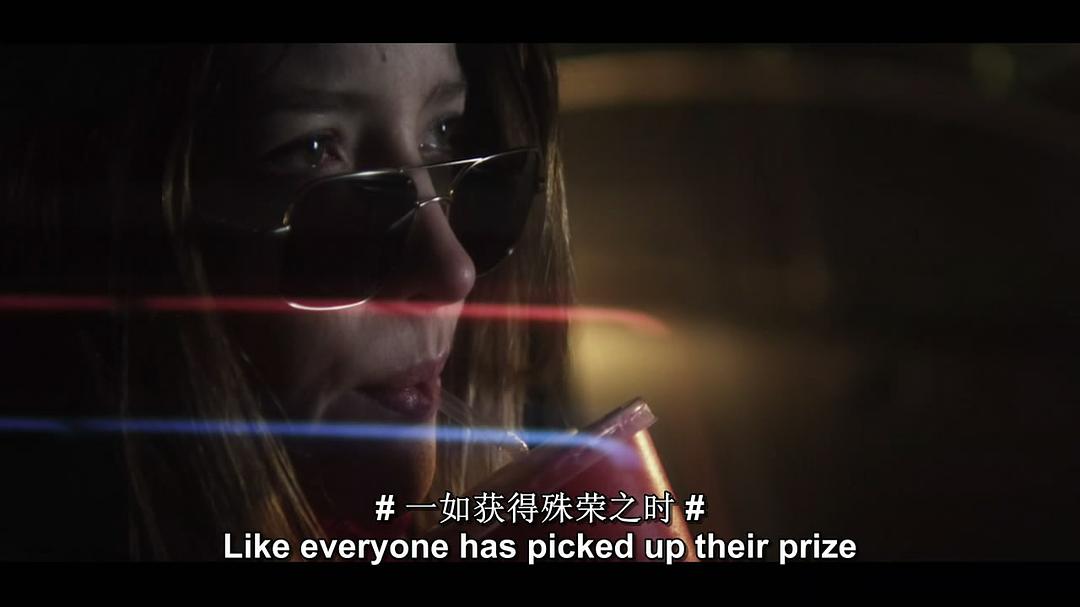 # 一如获得殊荣之时 #
Like everyone has picked up their prize